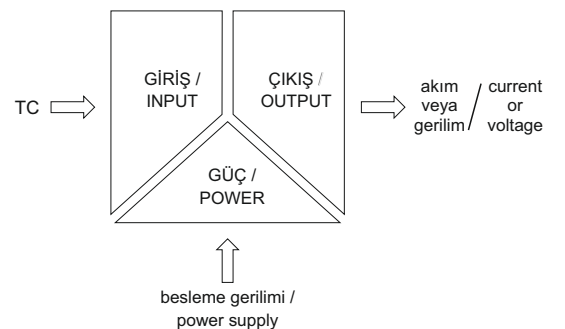 GİRİŞ /
INPUT
ÇIKIŞ /
OUTPUT
TC
akım
veya
gerilim
/
current
or
voltage
GÜÇ /
POWER
besleme gerilimi /
power supply